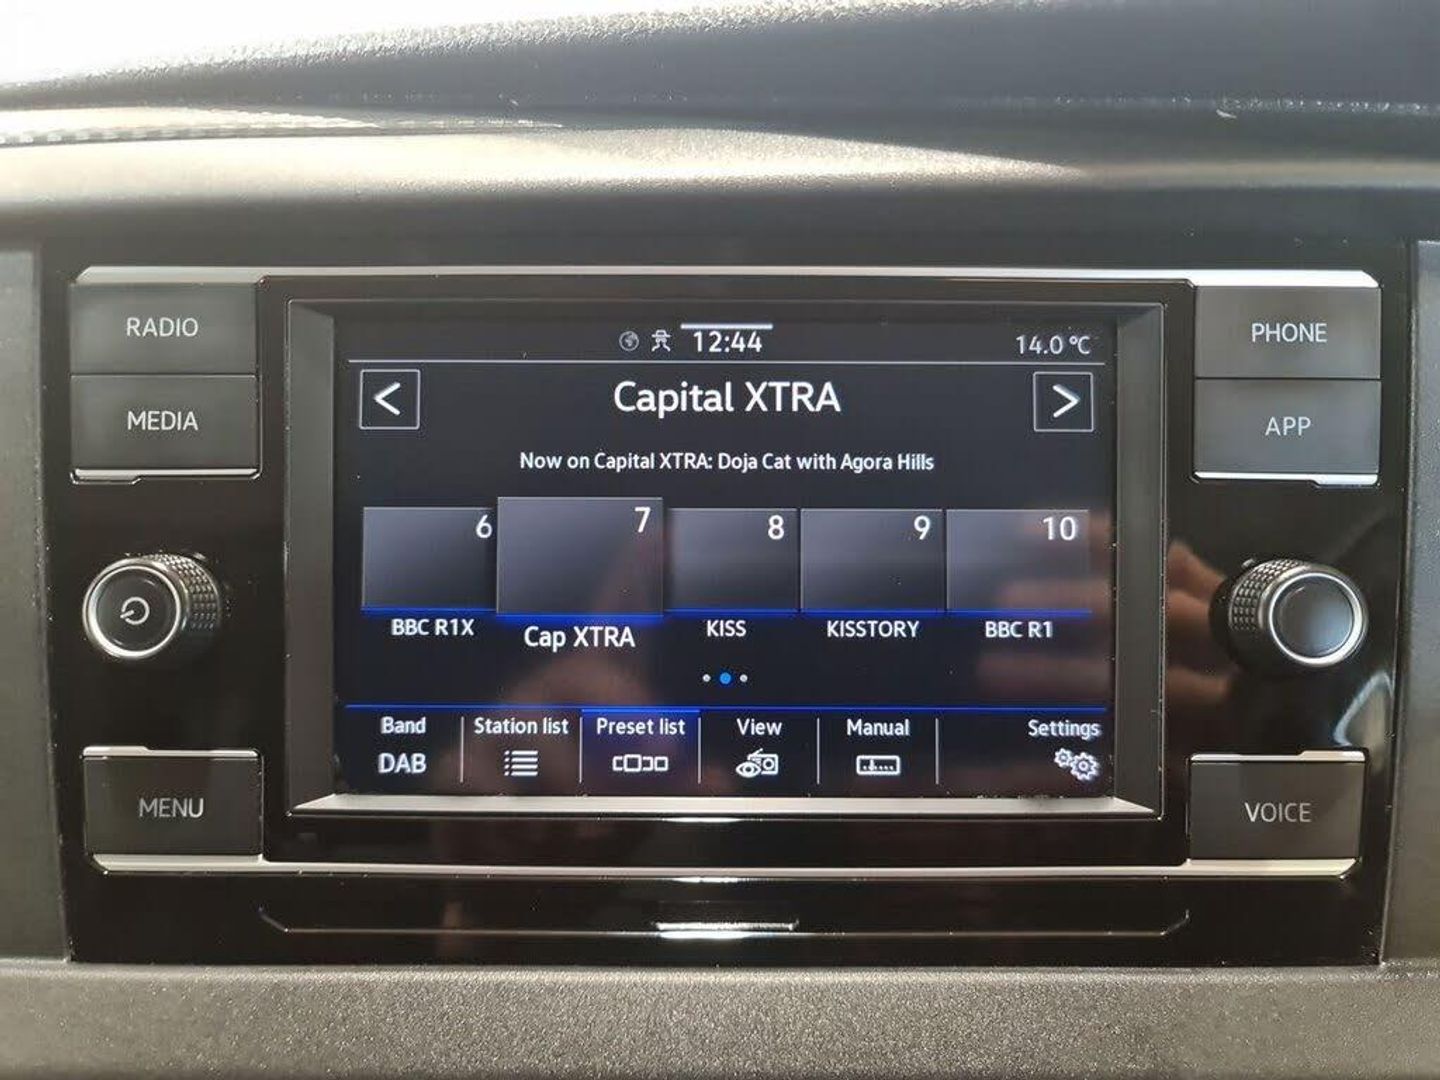 12:44
14.0 °C
RADIO
MEDIA
PHONE
APP
< Capital XTRA >
Now on Capital XTRA: Doja Cat with Agora Hills
6 7 8 9 10
BBC R1X Cap XTRA KISS KISSTORY BBC R1
Band Station list Preset list View Manual Settings
DAB
MENU
VOICE